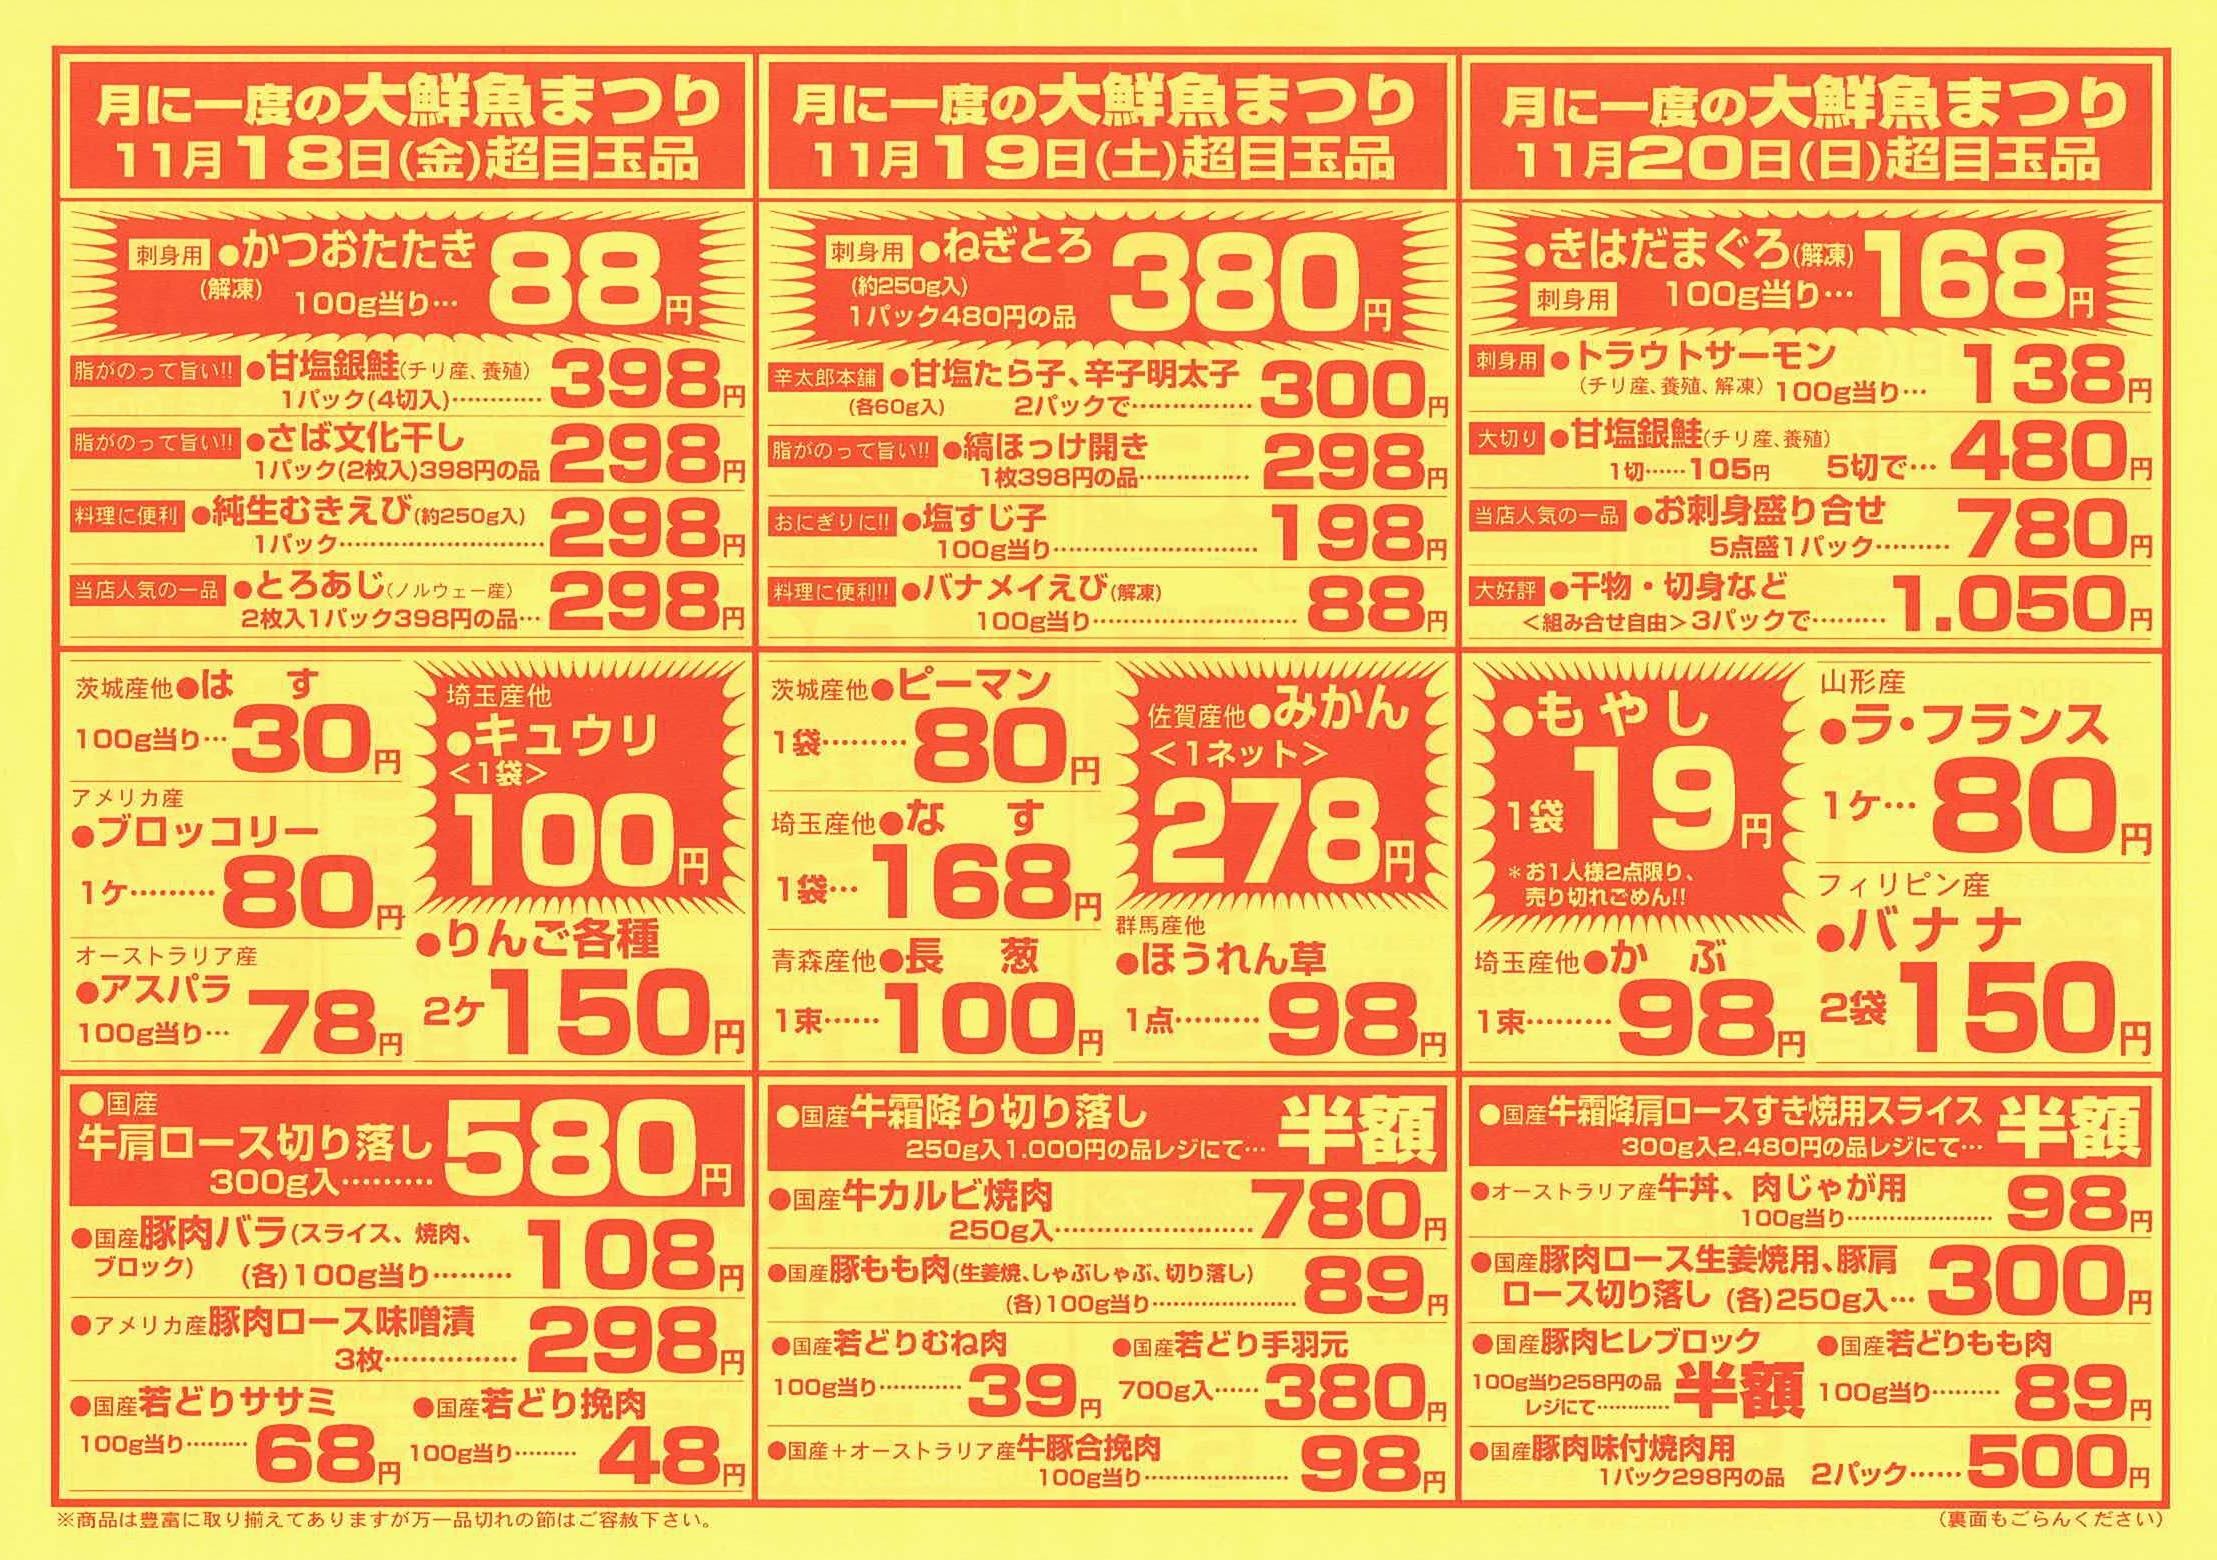 月に一度の大鮮魚まつり
11月18日(金)超目玉品
刺身用 ●かつおたたき
(解凍) 100g当り… 88円
脂がのって旨い!! ●甘塩銀鮭(チリ産、養殖)
1パック(4切入)………… 398円
脂がのって旨い!! ●さば文化干し
1パック(2枚入)398円の品 298円
料理に便利 ●純生むきえび(約250g入)
1パック………………………… 298円
当店人気の一品 ●とろあじ(ノルウェー産)
2枚入1パック398円の品… 298円
茨城産他●はす
100g当り… 30円
アメリカ産
●ブロッコリー
1ケ……… 80円
オーストラリア産
●アスパラ
100g当り… 78円
埼玉産他
●キュウリ
<1袋>
100円
●りんご各種
2ケ 150円
●国産
牛肩ロース切り落し
300g入……… 580円
●国産豚肉バラ(スライス、焼肉、
ブロック) (各)100g当り……… 108円
●アメリカ産豚肉ロース味噌漬
3枚…………… 298円
●国産若どりササミ
100g当り……… 68円
●国産若どり挽肉
100g当り……… 48円
月に一度の大鮮魚まつり
11月19日(土)超目玉品
刺身用 ●ねぎとろ
(約250g入)
1パック480円の品 380円
辛太郎本舗 ●甘塩たら子、辛子明太子
(各60g入) 2パックで…………… 300円
脂がのって旨い!! ●縞ほっけ開き
1枚398円の品…………… 298円
おにぎりに!! ●塩すじ子
100g当り………………………… 198円
料理に便利!! ●バナメイえび(解凍)
100g当り………………………… 88円
茨城産他●ピーマン
1袋……… 80円
埼玉産他●なす
1袋… 168円
青森産他●長葱
1束…… 100円
佐賀産他●みかん
<1ネット>
278円
群馬産他
●ほうれん草
1点……… 98円
●国産牛霜降り切り落し
250g入1.000円の品レジにて… 半額
●国産牛カルビ焼肉
250g入…………………… 780円
●国産豚もも肉(生姜焼、しゃぶしゃぶ、切り落し)
(各)100g当り………………… 89円
●国産若どりむね肉
100g当り………… 39円
●国産若どり手羽元
700g入…… 380円
●国産+オーストラリア産牛豚合挽肉
100g当り………………… 98円
月に一度の大鮮魚まつり
11月20日(日)超目玉品
●きはだまぐろ(解凍)
刺身用 100g当り… 168円
刺身用 ●トラウトサーモン
(チリ産、養殖、解凍) 100g当り… 138円
大切り ●甘塩銀鮭(チリ産、養殖)
1切……105円 5切で… 480円
当店人気の一品 ●お刺身盛り合せ
5点盛1パック……… 780円
大好評 ●干物・切身など
<組み合せ自由>3パックで……… 1.050円
●もやし
1袋 19円
*お1人様2点限り、
売り切れごめん!!
埼玉産他●かぶ
1束……… 98円
山形産
●ラ・フランス
1ケ… 80円
フィリピン産
●バナナ
2袋 150円
●国産牛霜降肩ロースすき焼用スライス
300g入2.480円の品レジにて… 半額
●オーストラリア産牛丼、肉じゃが用
100g当り………………… 98円
●国産豚肉ロース生姜焼用、豚肩
ロース切り落し (各)250g入… 300円
●国産豚肉ヒレブロック
100g当り258円の品
レジにて………… 半額
●国産若どりもも肉
100g当り……… 89円
●国産豚肉味付焼肉用
1パック298円の品 2パック…… 500円
※商品は豊富に取り揃えてありますが万一品切れの節はご容赦下さい。
(裏面もごらんください)